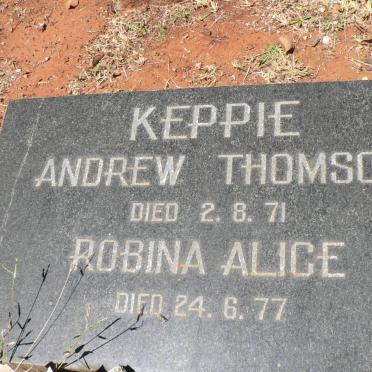 KEPPIE
ANDREW THOMSO
DIED 2.8.71
ROBINA ALICE
DIED 24.6.77